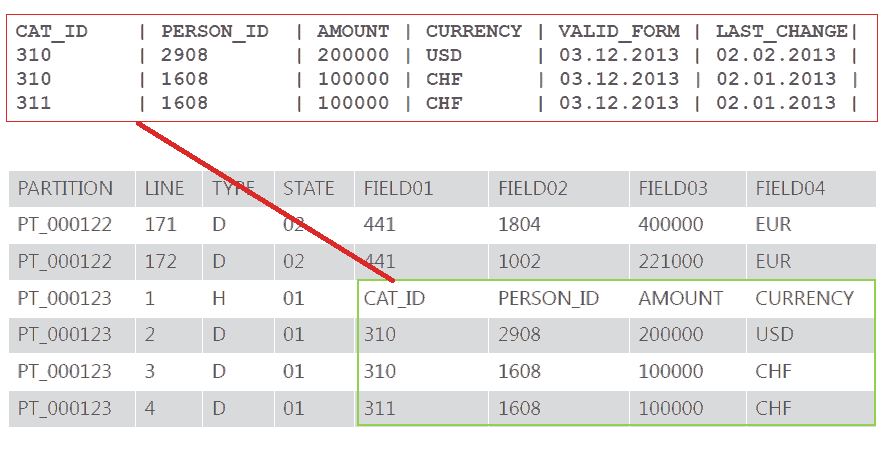 CAT_ID | PERSON_ID | AMOUNT | CURRENCY | VALID_FORM | LAST_CHANGE|
310 | 2908 | 200000 | USD | 03.12.2013 | 02.02.2013 |
310 | 1608 | 100000 | CHF | 03.12.2013 | 02.01.2013 |
311 | 1608 | 100000 | CHF | 03.12.2013 | 02.01.2013 |
PARTITION LINE TYPE STATE FIELD01 FIELD02 FIELD03 FIELD04
PT_000122 171 D 02 441 1804 400000 EUR
PT_000122 172 D 02 441 1002 221000 EUR
PT_000123 1 H 01 CAT_ID PERSON_ID AMOUNT CURRENCY
PT_000123 2 D 01 310 2908 200000 USD
PT_000123 3 D 01 310 1608 100000 CHF
PT_000123 4 D 01 311 1608 100000 CHF